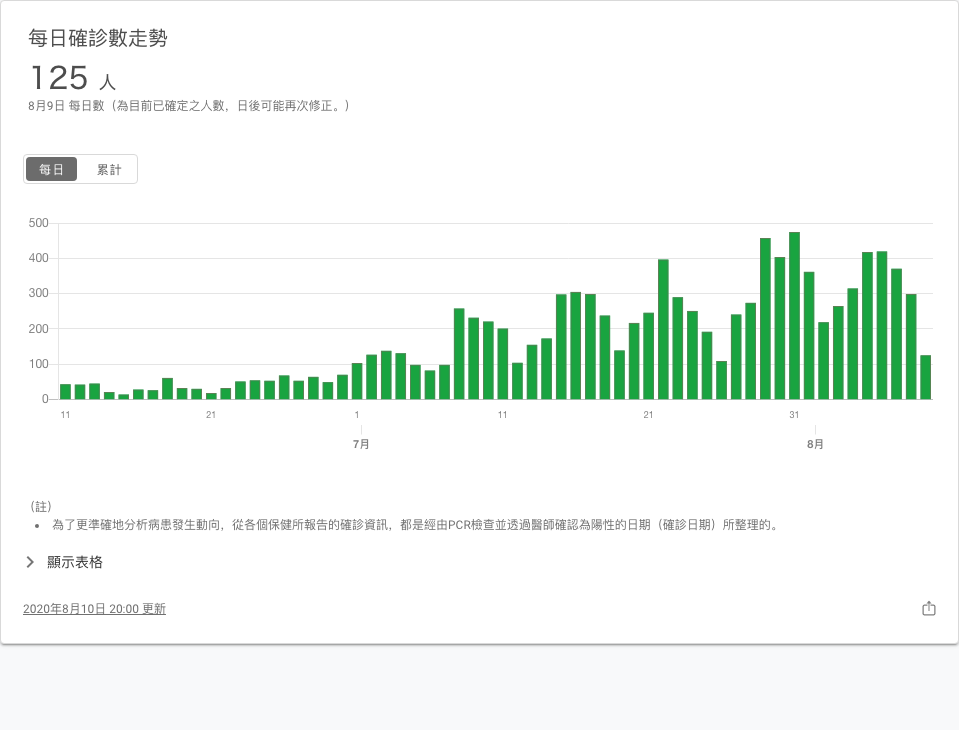 每日確診數走勢
125 人
8月9日 每日數（為目前已確定之人數，日後可能再次修正。）
每日 累計
500
400
300
200
100
0
11 21 1 11 21 31
7月 8月
（註）
• 為了更準確地分析病患發生動向，從各個保健所報告的確診資訊，都是經由PCR檢查並透過醫師確認為陽性的日期（確診日期）所整理的。
顯示表格
2020年8月10日 20:00 更新